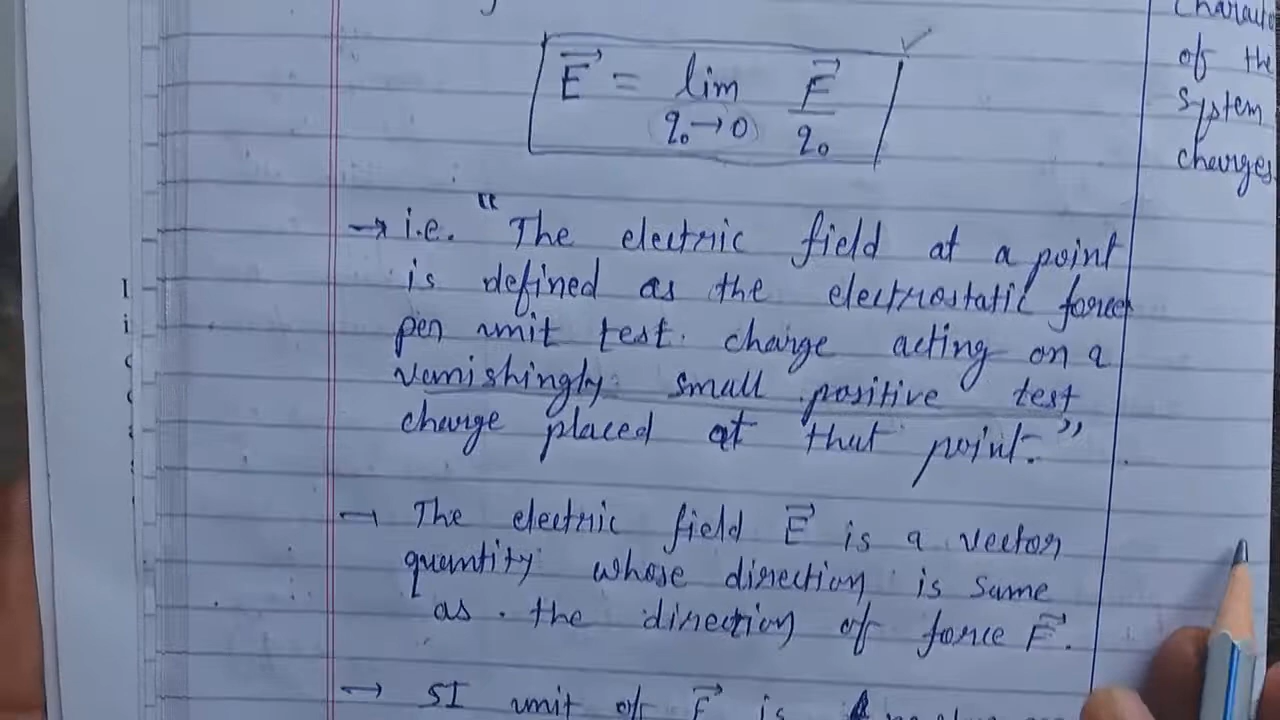 E⃗ = lim F⃗
q₀→0 q₀
→ i.e. "The electric field at a point
is defined as the electrostatic force
per unit test charge acting on a
vanishingly small positive test
charge placed at that point."
→ The electric field E⃗ is a vector
quantity whose direction is same
as the direction of force F⃗.
→ SI unit of
is
of the
System
charges